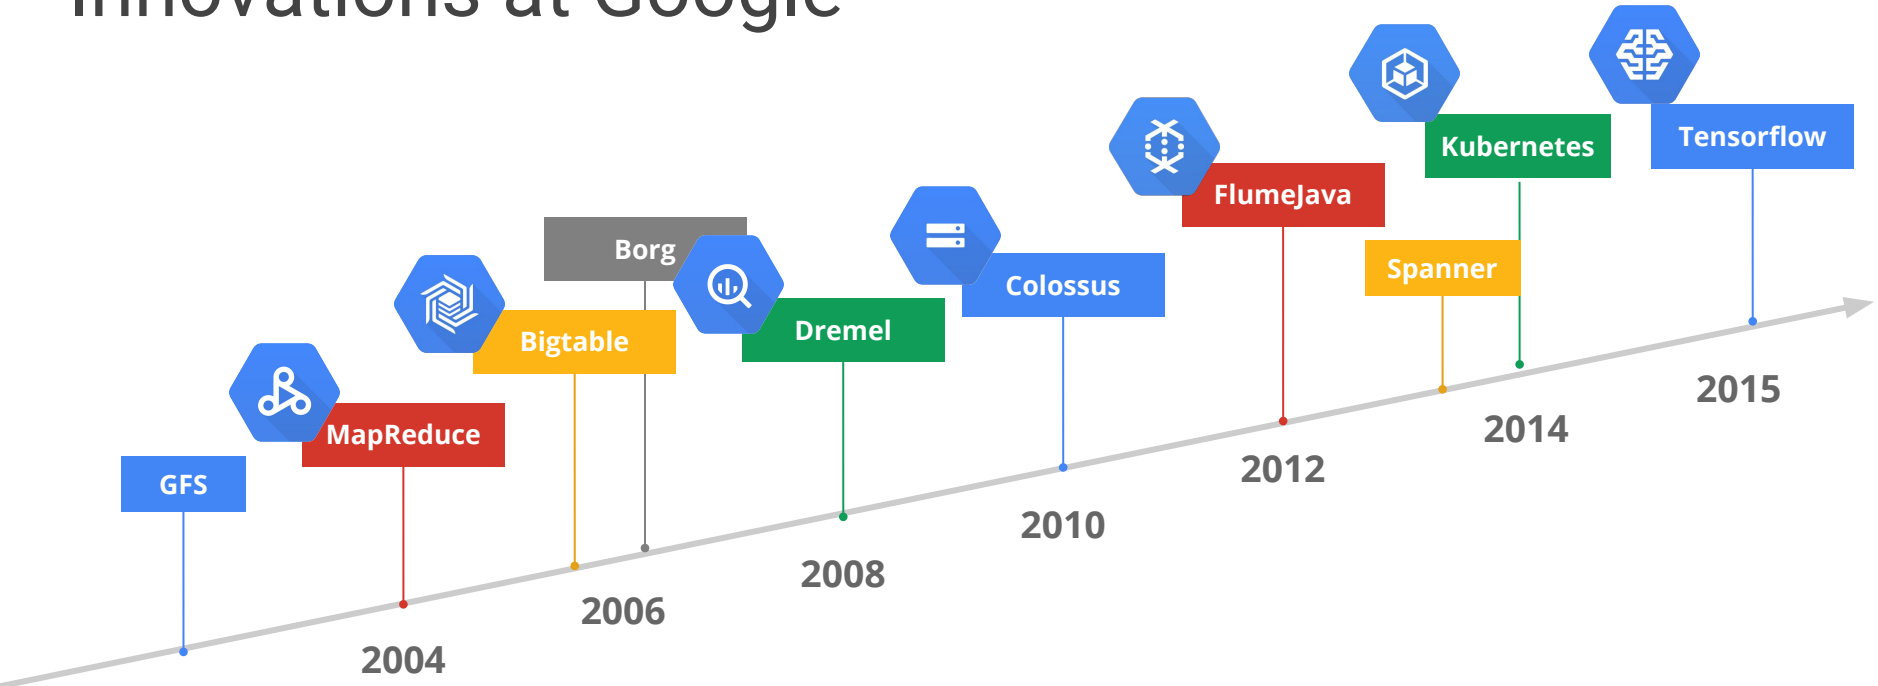 Innovations at Google
Kubernetes
Tensorflow
FlumeJava
Borg
Spanner
Colossus
Dremel
Bigtable
MapReduce
GFS
2015
2014
2012
2010
2008
2006
2004